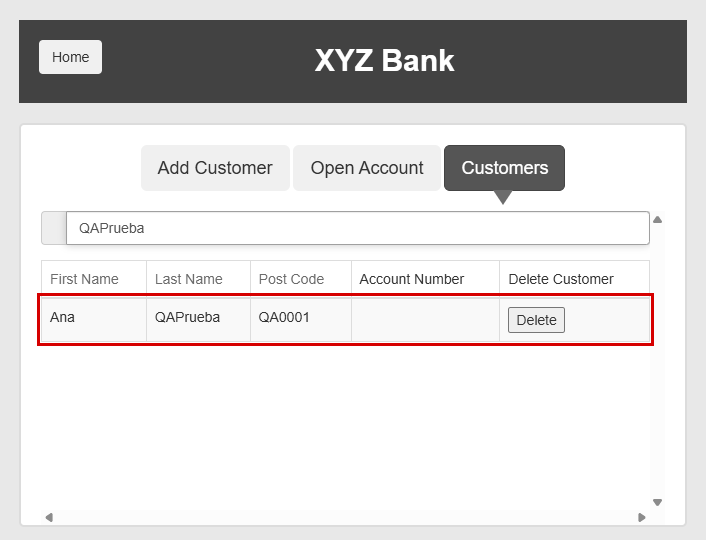 Home
XYZ Bank
Add Customer
Open Account
Customers
QAPrueba
First Name Last Name Post Code Account Number Delete Customer
Ana QAPrueba QA0001 Delete